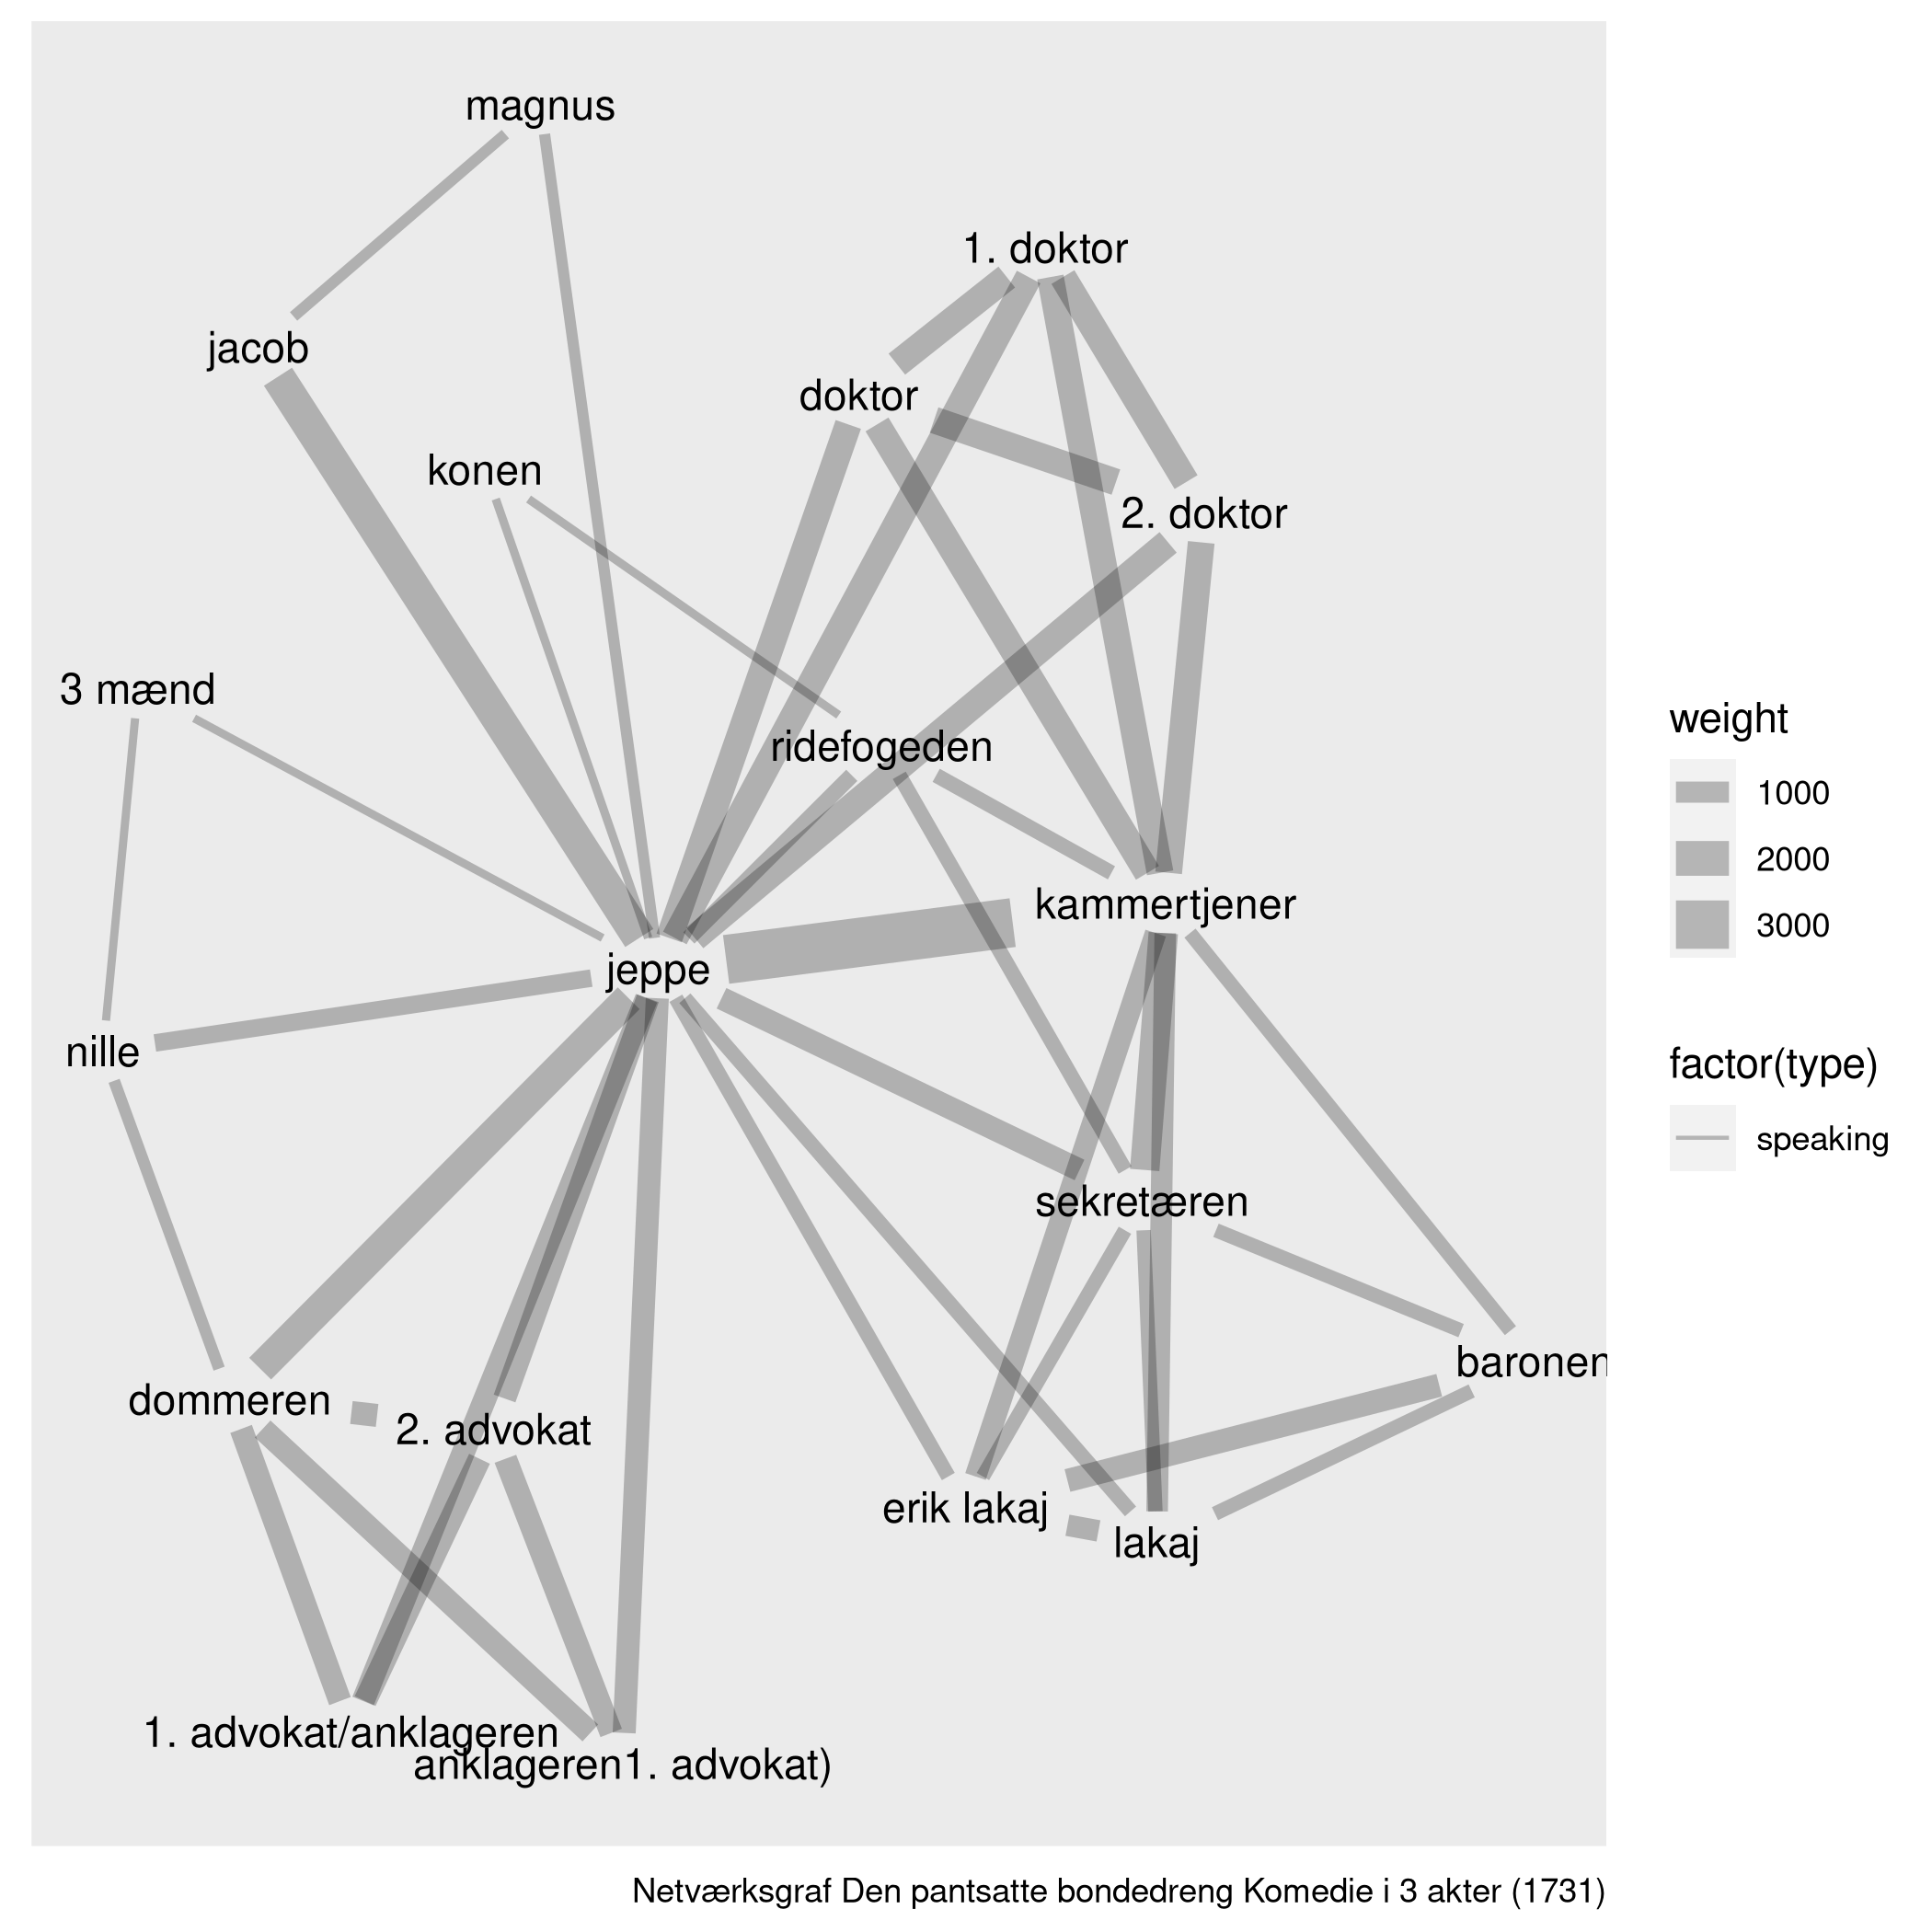 magnus
1. doktor
jacob
doktor
konen
2. doktor
3 mænd
ridefogeden
kammertjener
jeppe
nille
sekretæren
baronen
dommeren
2. advokat
erik lakaj
lakaj
1. advokat/anklageren
anklageren1. advokat)
weight
1000
2000
3000
factor(type)
speaking
Netværksgraf Den pantsatte bondedreng Komedie i 3 akter (1731)